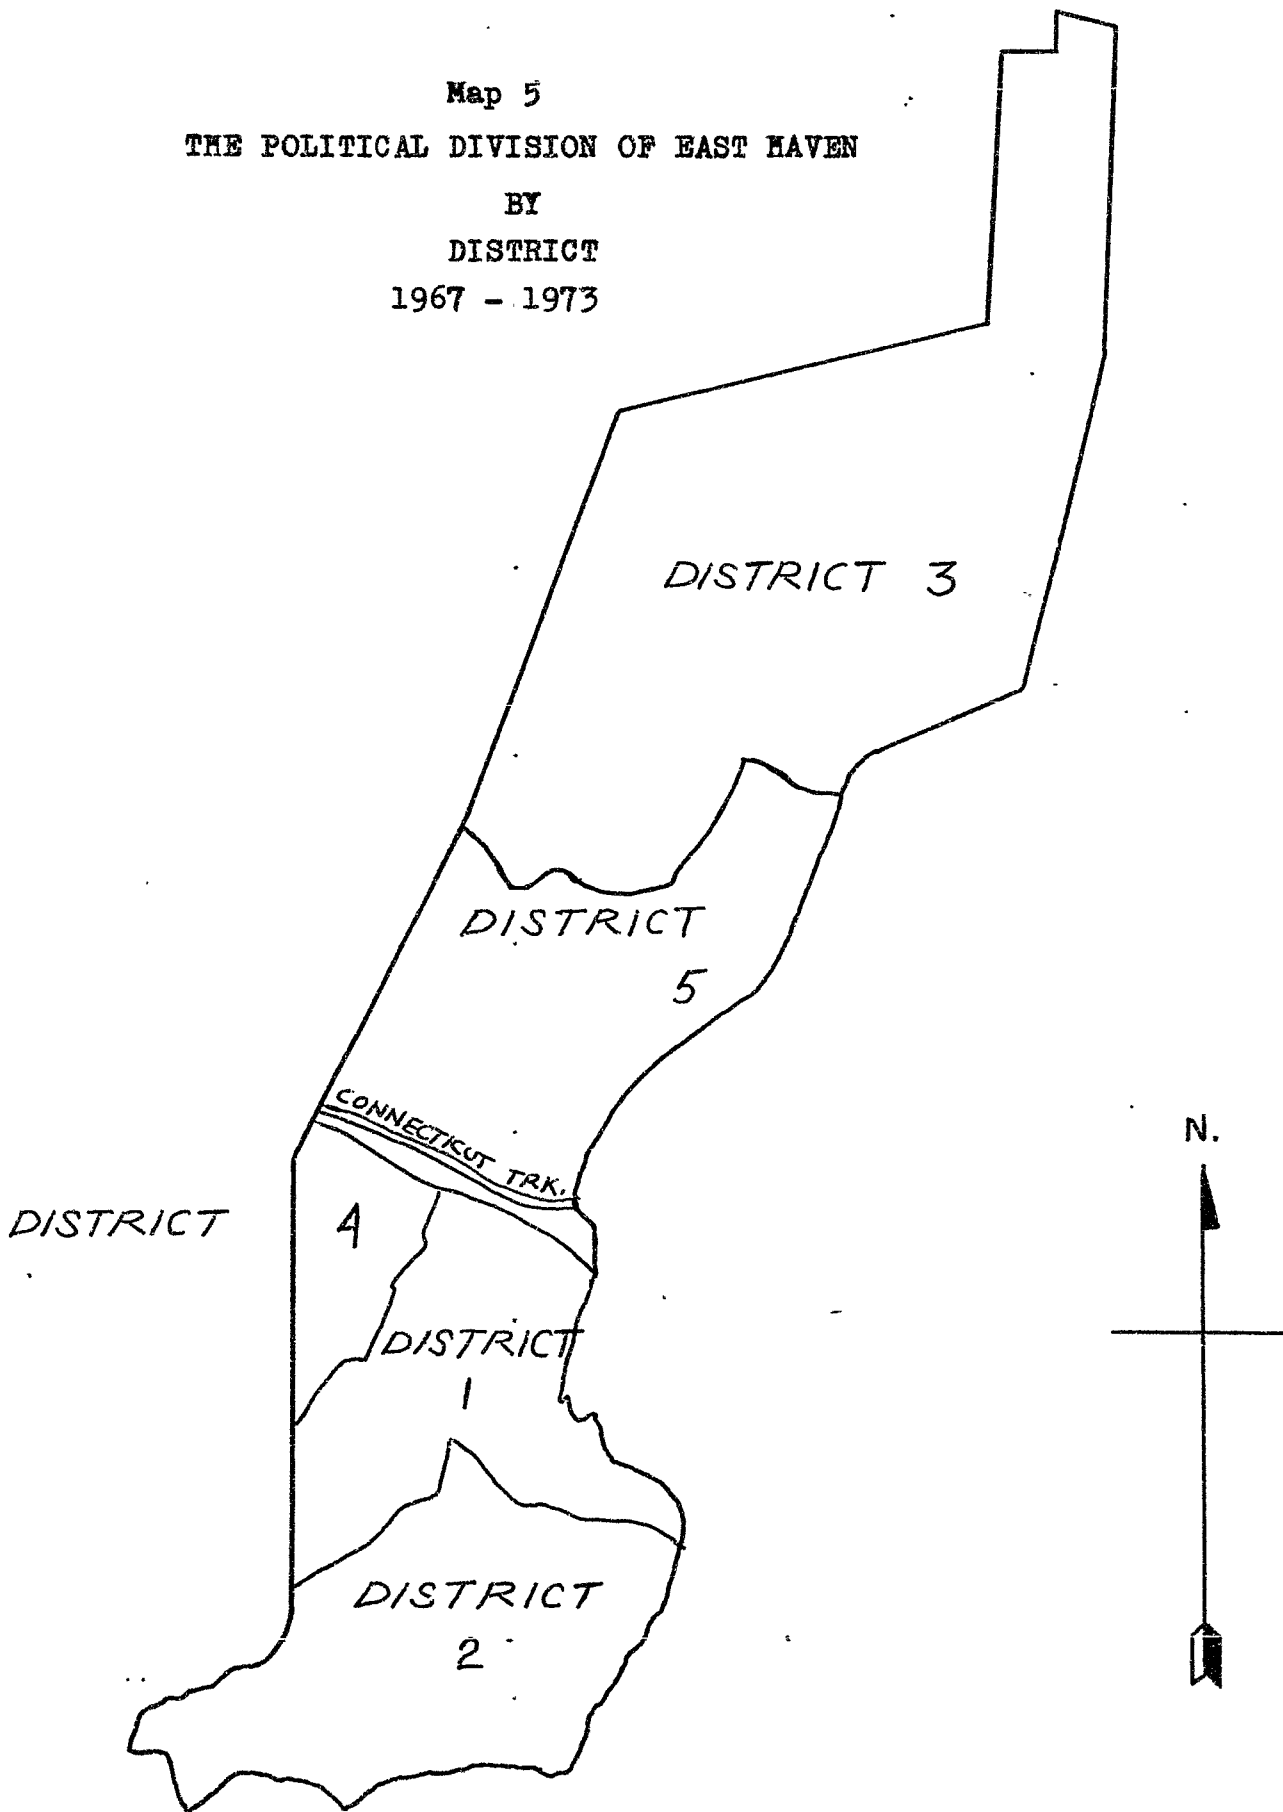 Map 5
THE POLITICAL DIVISION OF EAST HAVEN
BY
DISTRICT
1967 - 1973
DISTRICT 3
DISTRICT
5
CONNECTICUT TRK.
N.
DISTRICT 4
DISTRICT
1
DISTRICT
2